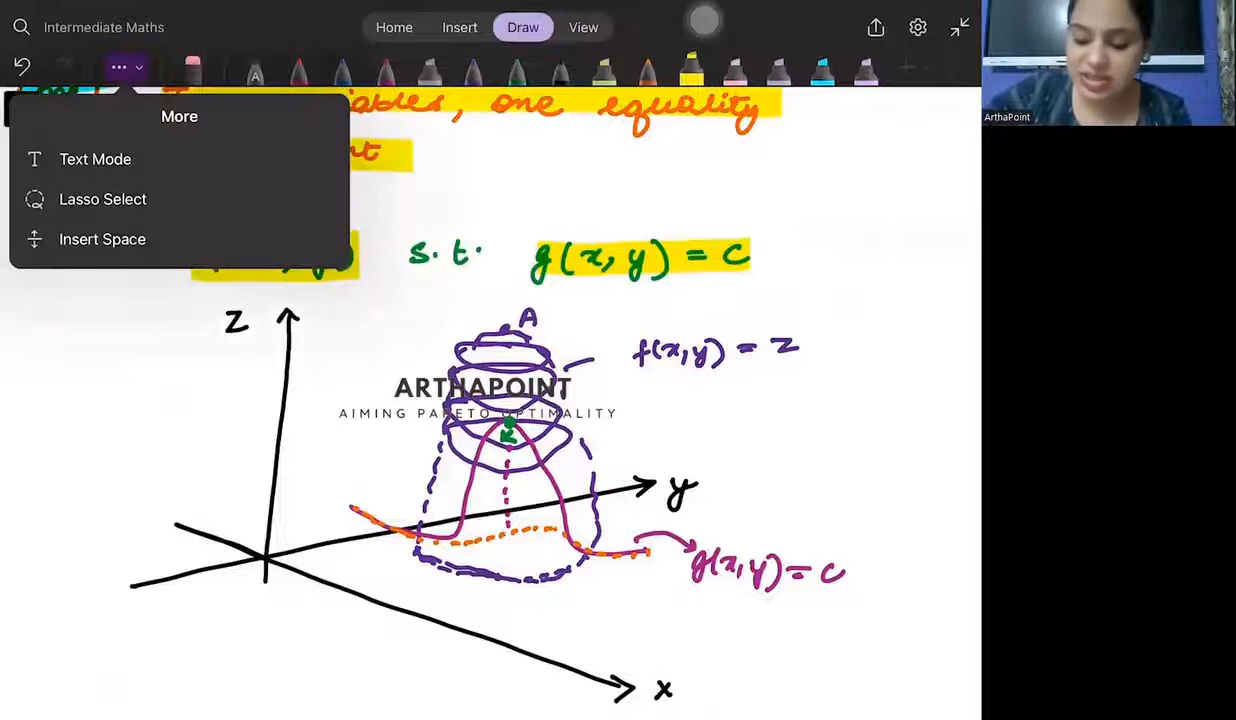 Intermediate Maths
Home Insert Draw View
ables, one equality
More
Text Mode
Lasso Select
Insert Space
s.t. g(x, y) = c
z
A
f(x,y) = z
ARTHAPOINT
AIMING PARETO OPTIMALITY
y
g(x,y) = c
x
ArthaPoint